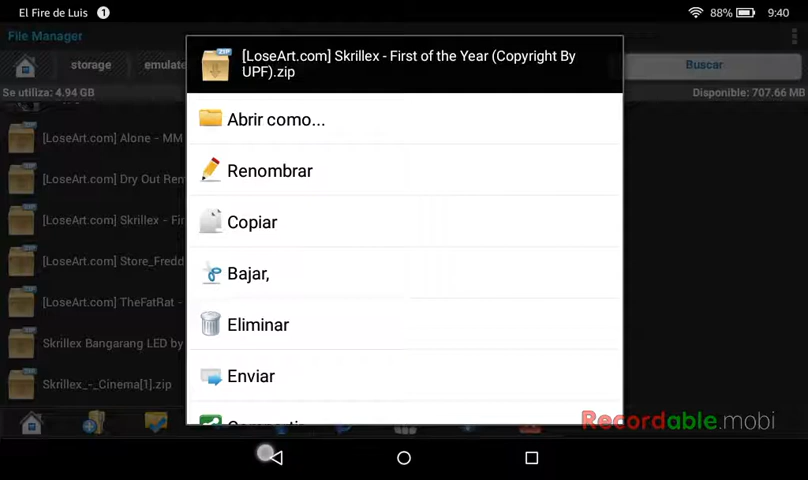 El Fire de Luis 1 88% 9:40
File Manager
storage emulate Buscar
Se utiliza: 4.94 GB Disponible: 707.66 MB
[LoseArt.com] Skrillex - First of the Year (Copyright By
UPF).zip
Abrir como...
Renombrar
Copiar
Bajar,
Eliminar
Enviar
[LoseArt.com] Alone - MM
[LoseArt.com] Dry Out Rem
[LoseArt.com] Skrillex - Fir
[LoseArt.com] Store_Fredd
[LoseArt.com] TheFatRat -
Skrillex Bangarang LED by
Skrillex_-_Cinema[1].zip
Recordable.mobi